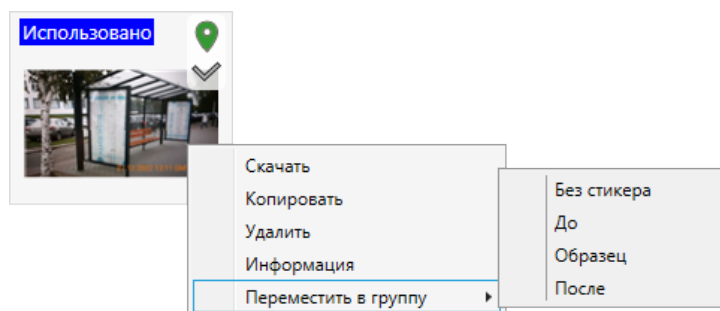 Использовано
Скачать
Копировать
Удалить
Информация
Переместить в группу
Без стикера
До
Образец
После